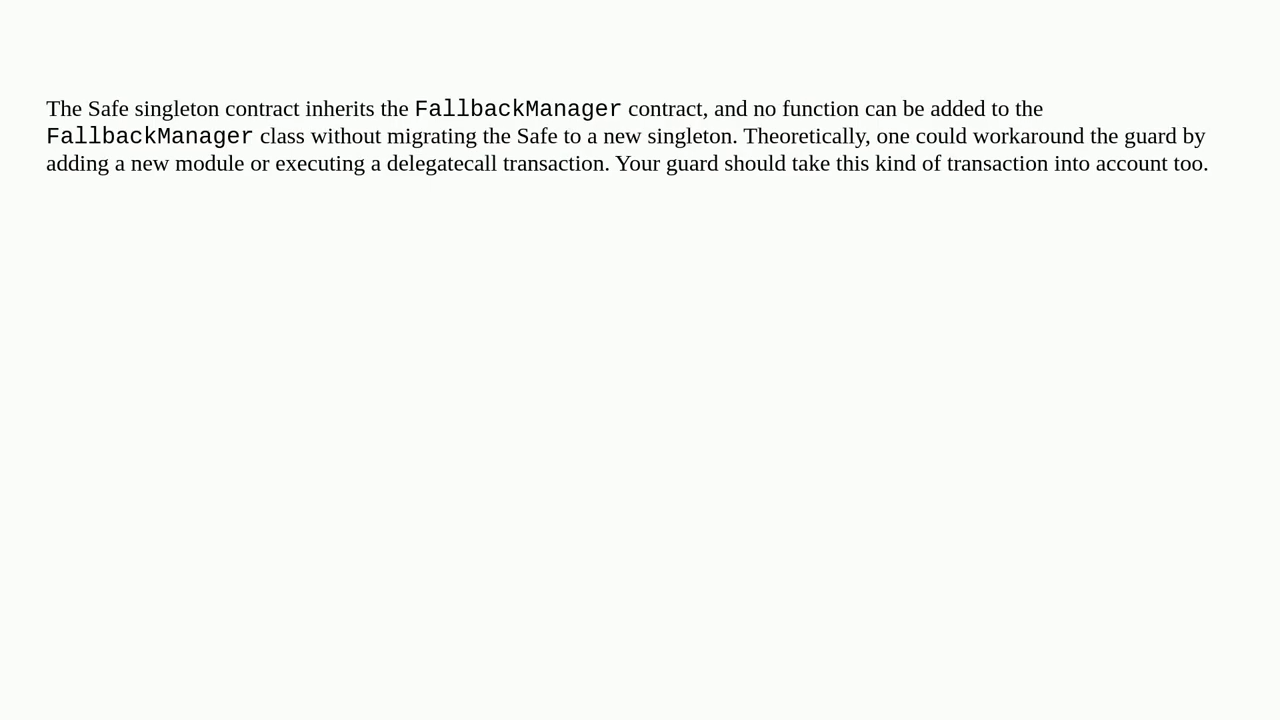 The Safe singleton contract inherits the FallbackManager contract, and no function can be added to the
FallbackManager class without migrating the Safe to a new singleton. Theoretically, one could workaround the guard by
adding a new module or executing a delegatecall transaction. Your guard should take this kind of transaction into account too.